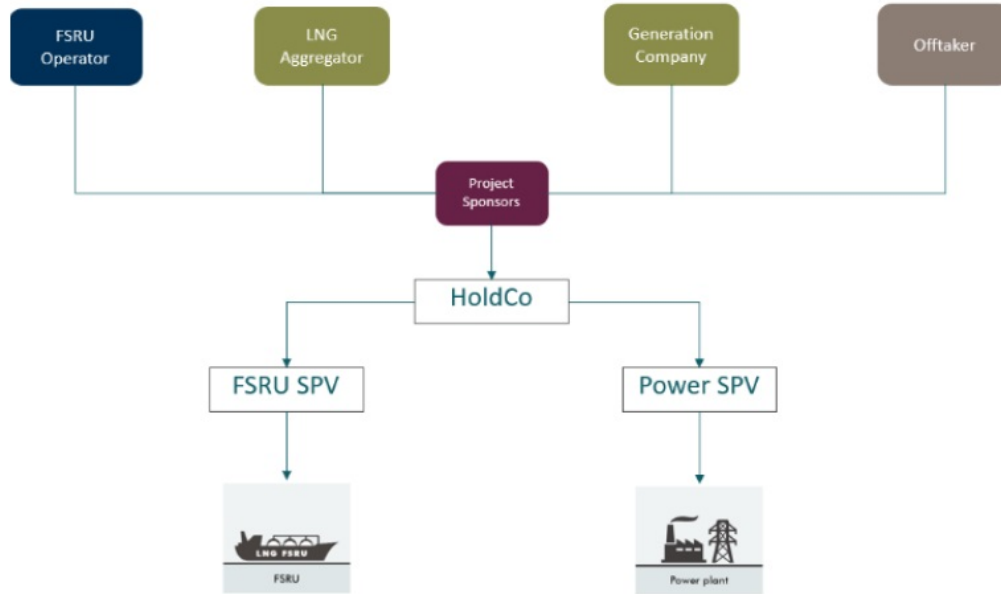 FSRU
Operator
LNG
Aggregator
Generation
Company
Offtaker
Project
Sponsors
HoldCo
FSRU SPV
Power SPV
LNG FSRU
FSRU
Power plant